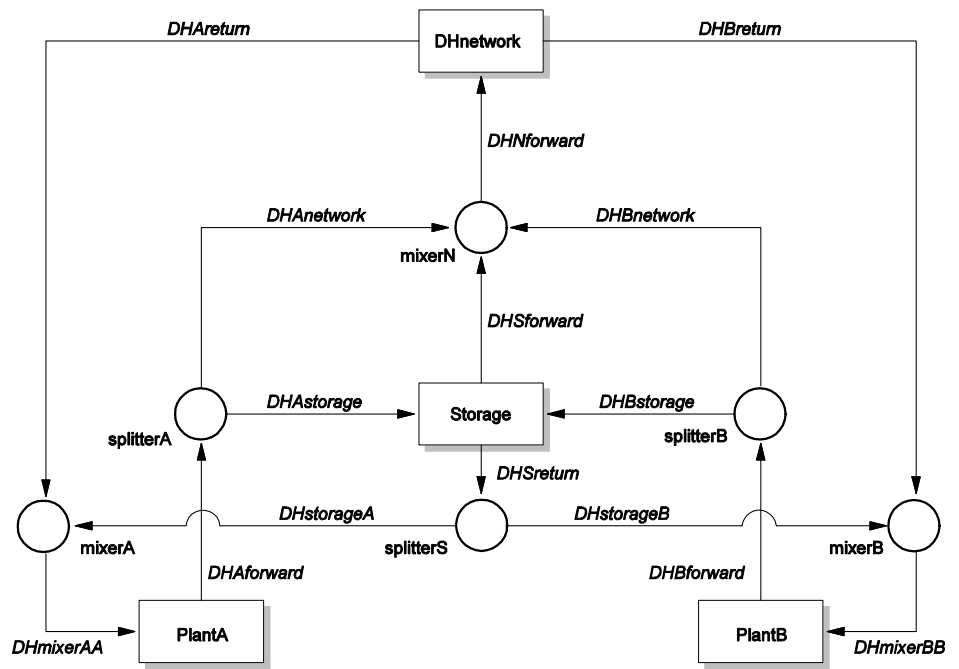 DHAreturn
DHnetwork
DHBreturn
DHNforward
DHAnetwork
DHBnetwork
mixerN
DHSforward
DHAstorage
Storage
DHBstorage
splitterA
splitterB
DHSreturn
DHstorageA
DHstorageB
mixerA
splitterS
mixerB
DHAforward
DHBforward
DHmixerAA
PlantA
PlantB
DHmixerBB